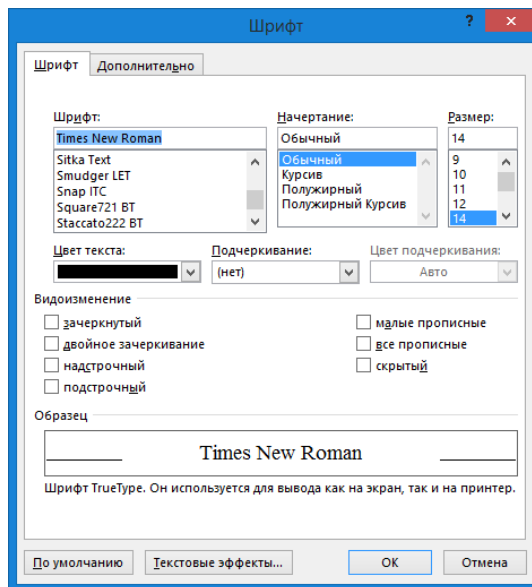 Шрифт
?
Шрифт Дополнительно
Шрифт: Начертание: Размер:
Times New Roman Обычный 14
Sitka Text Обычный 9
Smudger LET Курсив 10
Snap ITC Полужирный 11
Square721 BT Полужирный Курсив 12
Staccato222 BT 14
Цвет текста: Подчеркивание: Цвет подчеркивания:
(нет) Авто
Видоизменение
зачеркнутый малые прописные
двойное зачеркивание все прописные
надстрочный скрытый
подстрочный
Образец
Times New Roman
Шрифт TrueType. Он используется для вывода как на экран, так и на принтер.
По умолчанию Текстовые эффекты... ОК Отмена